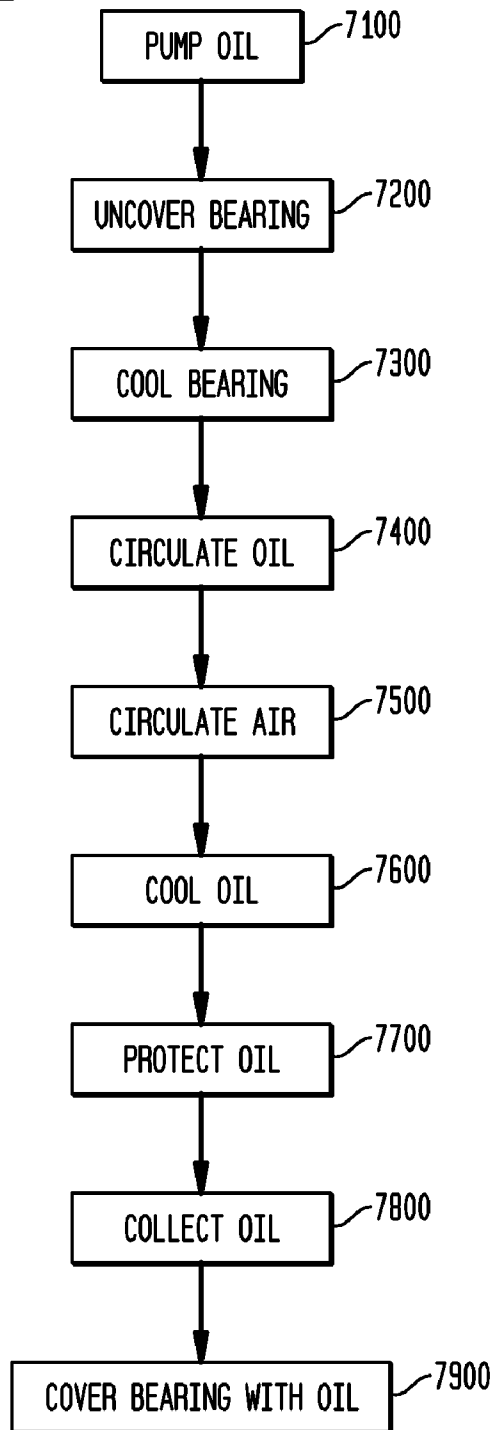 PUMP OIL 7100
UNCOVER BEARING 7200
COOL BEARING 7300
CIRCULATE OIL 7400
CIRCULATE AIR 7500
COOL OIL 7600
PROTECT OIL 7700
COLLECT OIL 7800
COVER BEARING WITH OIL 7900